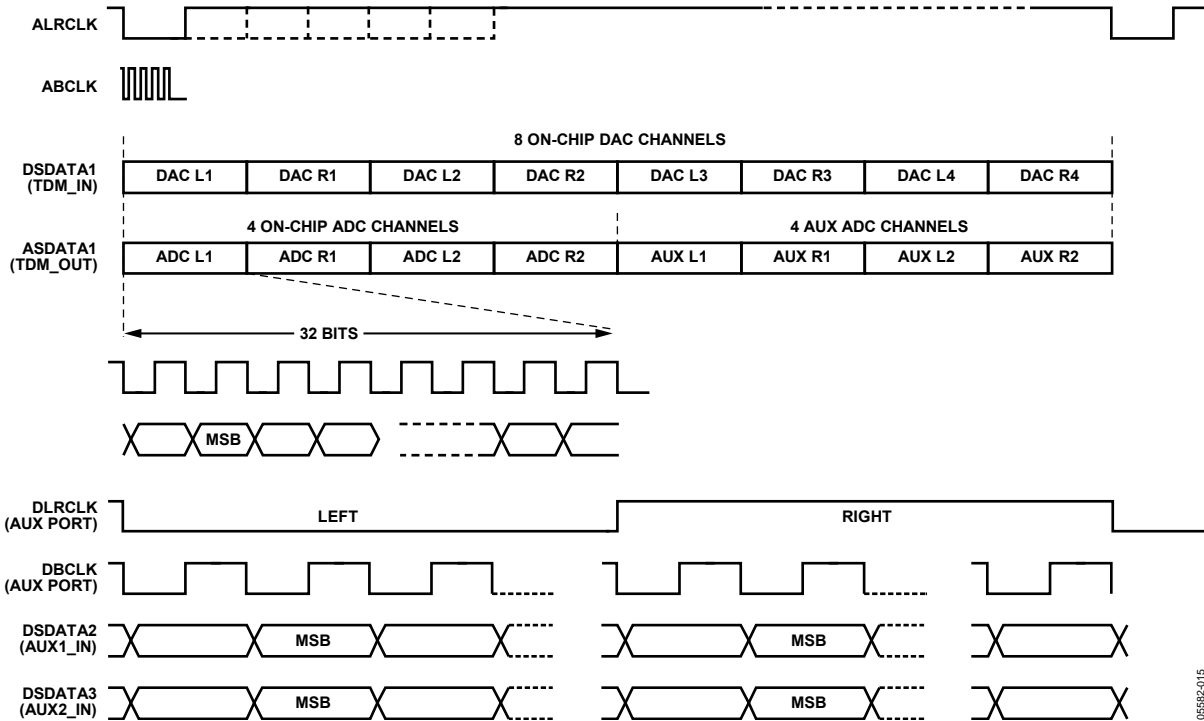 ALRCLK
ABCLK
8 ON-CHIP DAC CHANNELS
DSDATA1
(TDM_IN)
DAC L1 DAC R1 DAC L2 DAC R2 DAC L3 DAC R3 DAC L4 DAC R4
4 ON-CHIP ADC CHANNELS 4 AUX ADC CHANNELS
ASDATA1
(TDM_OUT)
ADC L1 ADC R1 ADC L2 ADC R2 AUX L1 AUX R1 AUX L2 AUX R2
32 BITS
MSB
DLRCLK
(AUX PORT)
LEFT RIGHT
DBCLK
(AUX PORT)
DSDATA2
(AUX1_IN)
MSB MSB
DSDATA3
(AUX2_IN)
MSB MSB
05582-015